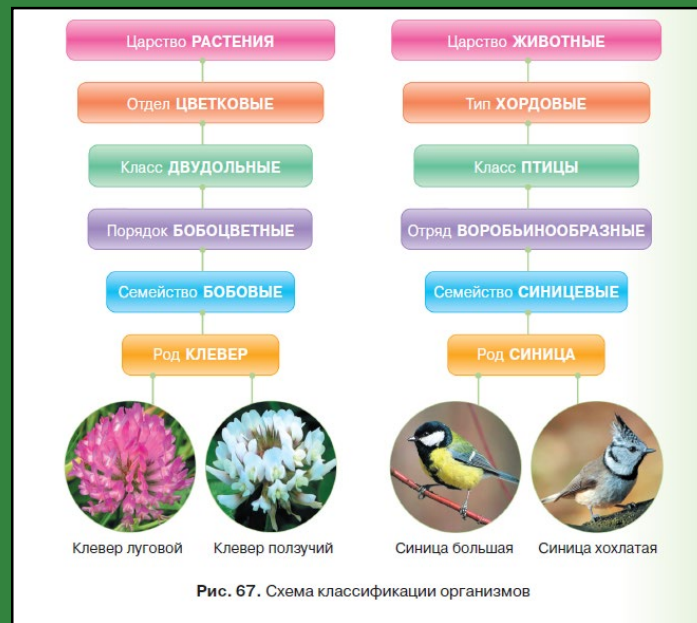 Царство РАСТЕНИЯ
Отдел ЦВЕТКОВЫЕ
Класс ДВУДОЛЬНЫЕ
Порядок БОБОЦВЕТНЫЕ
Семейство БОБОВЫЕ
Род КЛЕВЕР
Клевер луговой
Клевер ползучий
Царство ЖИВОТНЫЕ
Тип ХОРДОВЫЕ
Класс ПТИЦЫ
Отряд ВОРОБЬИНООБРАЗНЫЕ
Семейство СИНИЦЕВЫЕ
Род СИНИЦА
Синица большая
Синица хохлатая
Рис. 67. Схема классификации организмов